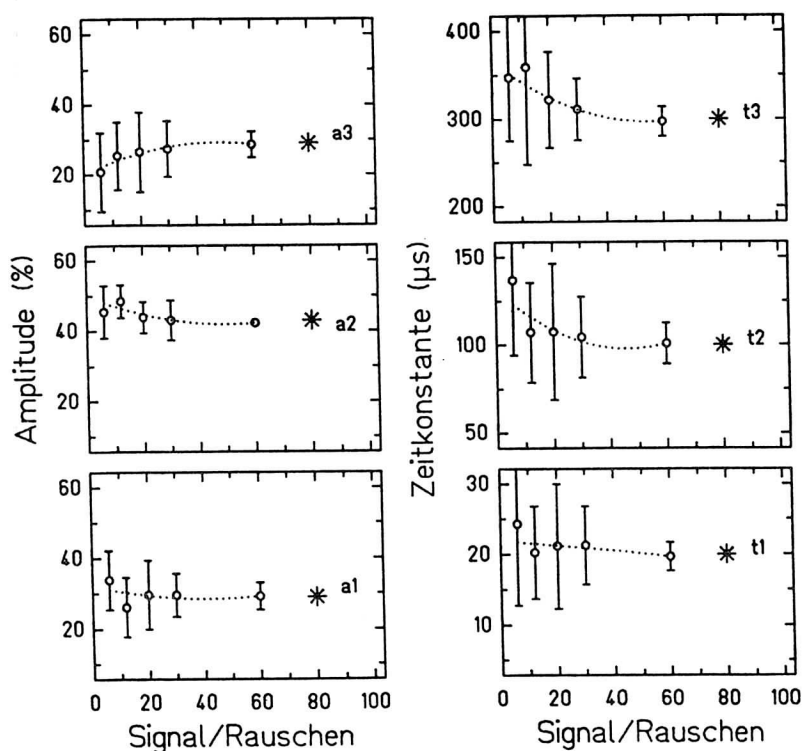 Amplitude (%)
60
40
20
a3
60
40
20
a2
60
40
20
a1
0 20 40 60 80 100
Signal/Rauschen
Zeitkonstante (µs)
400
300
200
t3
150
100
50
t2
30
20
10
t1
0 20 40 60 80 100
Signal/Rauschen